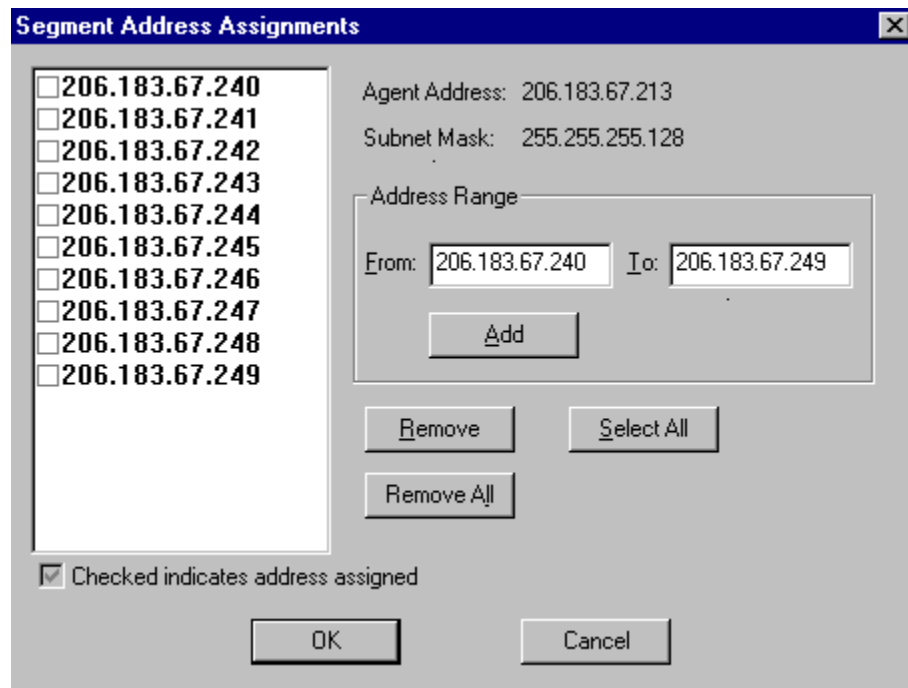 Segment Address Assignments
206.183.67.240
206.183.67.241
206.183.67.242
206.183.67.243
206.183.67.244
206.183.67.245
206.183.67.246
206.183.67.247
206.183.67.248
206.183.67.249
Agent Address: 206.183.67.213
Subnet Mask: 255.255.255.128
Address Range
From: 206.183.67.240 To: 206.183.67.249
Add
Remove Select All
Remove All
Checked indicates address assigned
OK Cancel